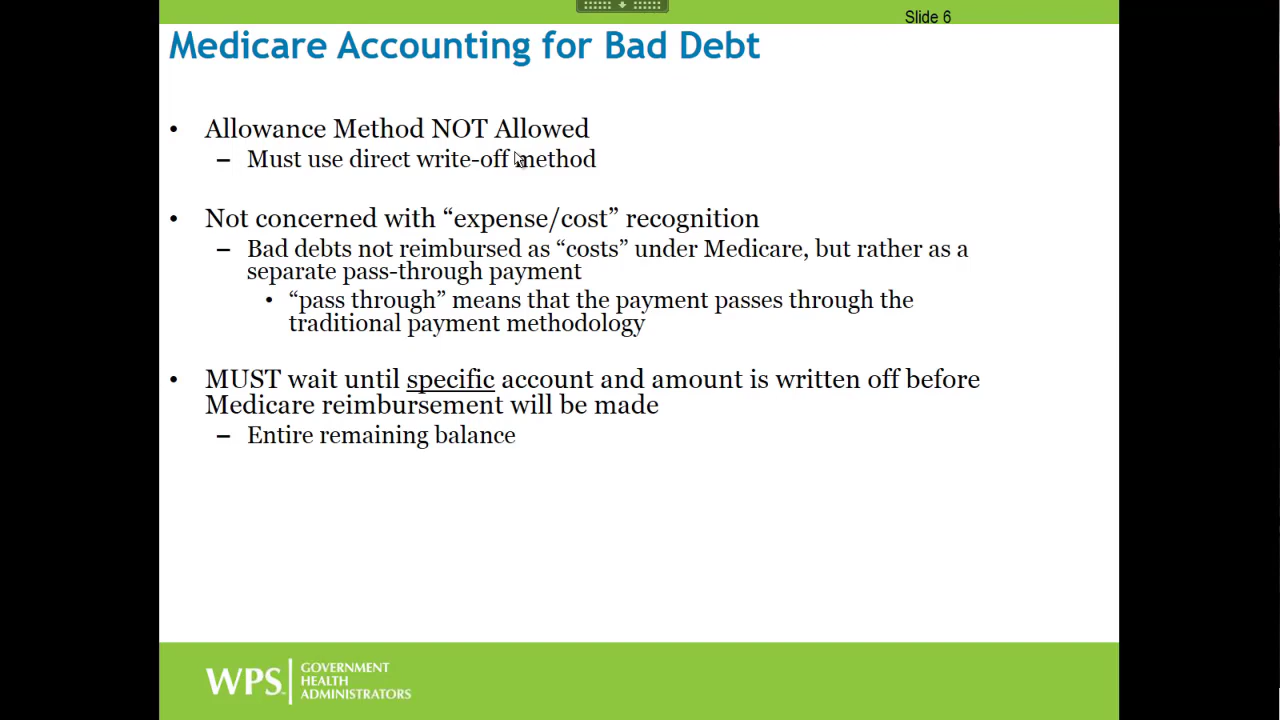 Slide 6
Medicare Accounting for Bad Debt
• Allowance Method NOT Allowed
– Must use direct write-off method
• Not concerned with “expense/cost” recognition
– Bad debts not reimbursed as “costs” under Medicare, but rather as a
separate pass-through payment
• “pass through” means that the payment passes through the
traditional payment methodology
• MUST wait until specific account and amount is written off before
Medicare reimbursement will be made
– Entire remaining balance
WPS
GOVERNMENT
HEALTH
ADMINISTRATORS